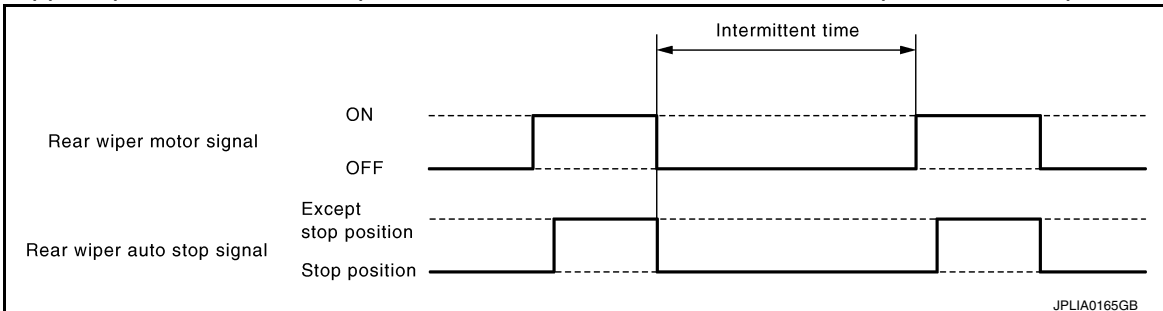 Intermittent time
ON
Rear wiper motor signal
OFF
Except
stop position
Rear wiper auto stop signal
Stop position
JPLIA0165GB